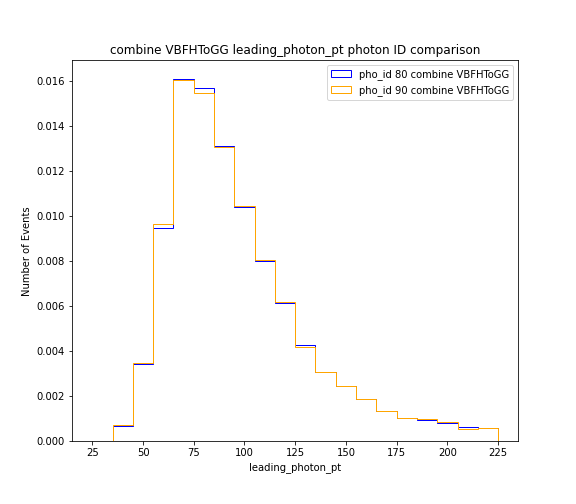 combine VBFHToGG leading_photon_pt photon ID comparison
pho_id 80 combine VBFHToGG
pho_id 90 combine VBFHToGG
Number of Events
0.016
0.014
0.012
0.010
0.008
0.006
0.004
0.002
0.000
25 50 75 100 125 150 175 200 225
leading_photon_pt